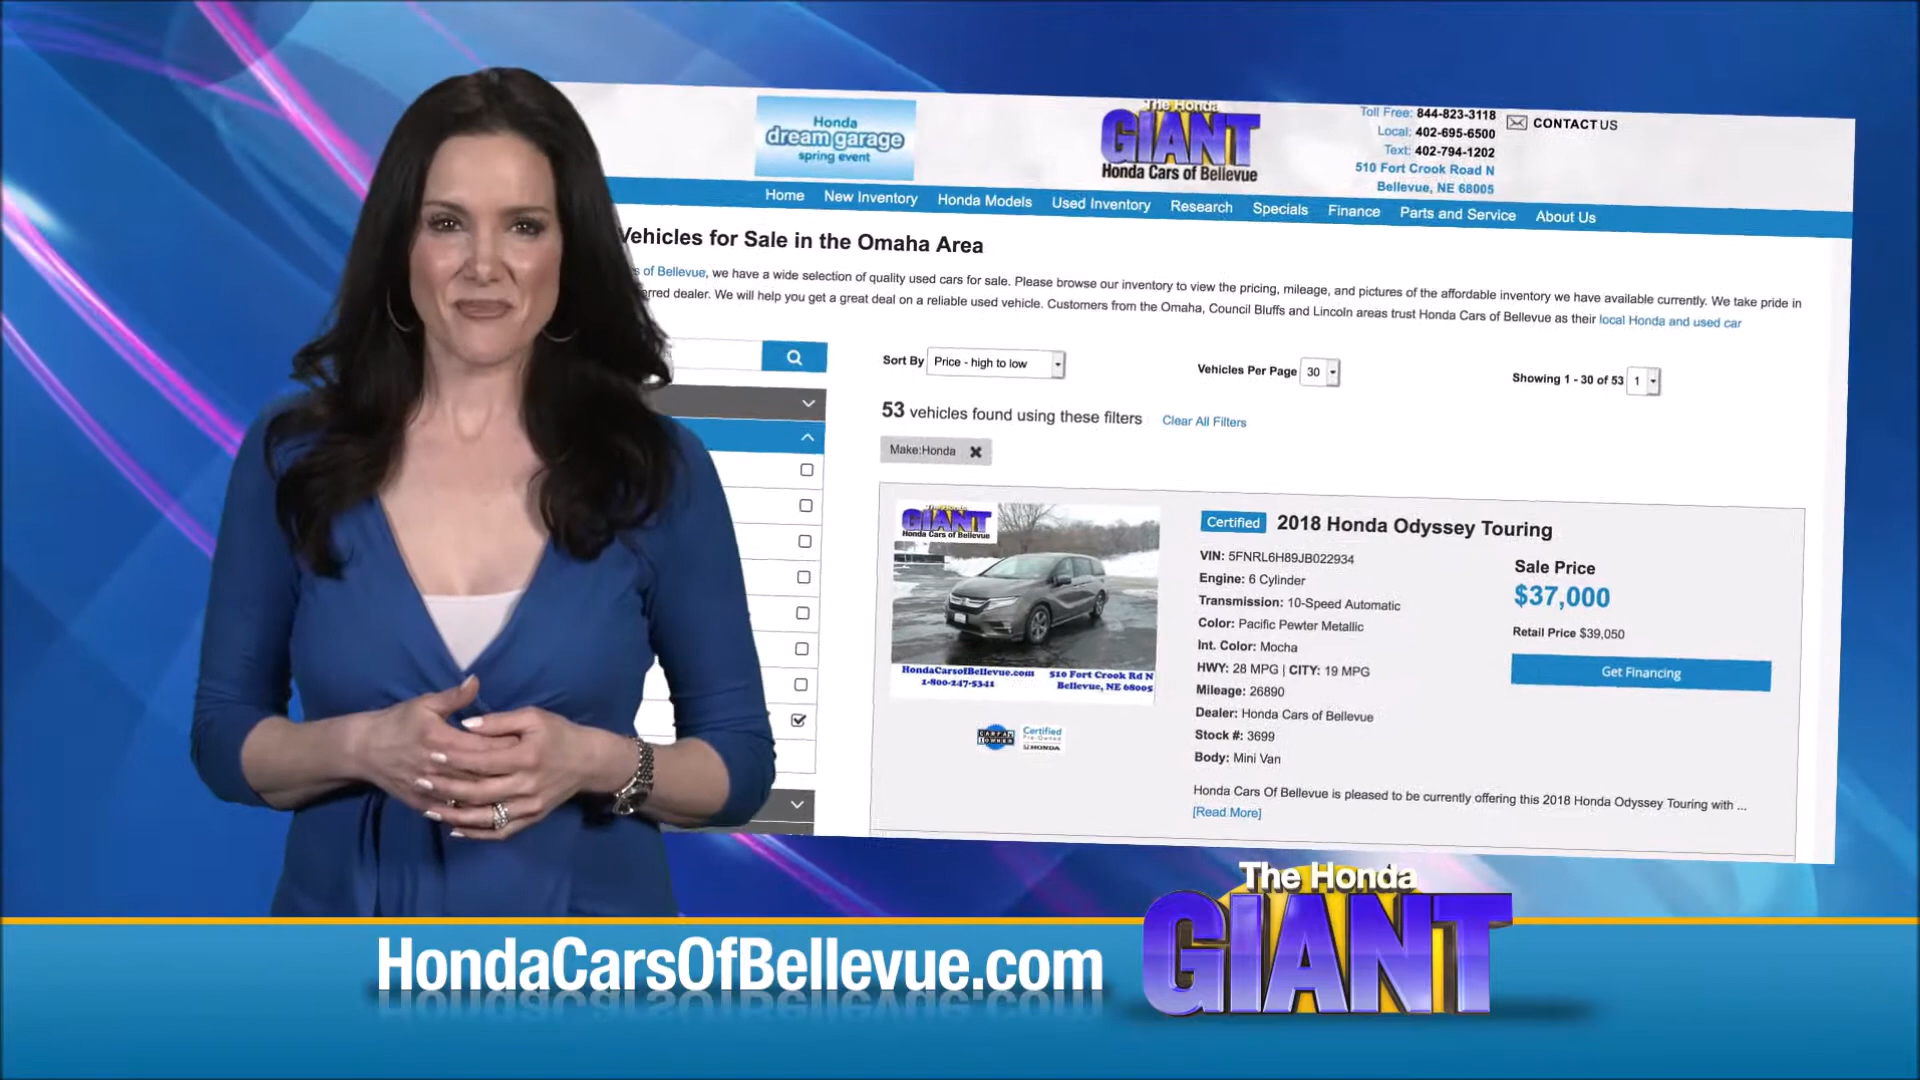 Honda
dream garage
spring event
The Honda
GIANT
Honda Cars of Bellevue
Toll Free: 844-823-3118
Local: 402-695-6500
Text: 402-794-1202
510 Fort Crook Road N
Bellevue, NE 68005
CONTACT US
Home New Inventory Honda Models Used Inventory Research Specials Finance Parts and Service About Us
Vehicles for Sale in the Omaha Area
of Bellevue, we have a wide selection of quality used cars for sale. Please browse our inventory to view the pricing, mileage, and pictures of the affordable inventory we have available currently. We take pride in
dealer. We will help you get a great deal on a reliable used vehicle. Customers from the Omaha, Council Bluffs and Lincoln areas trust Honda Cars of Bellevue as their local Honda and used car
Sort By Price - high to low Vehicles Per Page 30 Showing 1 - 30 of 53 1
53 vehicles found using these filters Clear All Filters
Make:Honda
The Honda
GIANT
Honda Cars of Bellevue
HondaCarsofBellevue.com 510 Fort Crook Rd N
1-800-247-5341 Bellevue, NE 68005
CARFAX
1 OWNER
Certified
Pre-Owned
HONDA
Certified 2018 Honda Odyssey Touring
VIN: 5FNRL6H89JB022934
Engine: 6 Cylinder
Transmission: 10-Speed Automatic
Color: Pacific Pewter Metallic
Int. Color: Mocha
HWY: 28 MPG | CITY: 19 MPG
Mileage: 26890
Dealer: Honda Cars of Bellevue
Stock #: 3699
Body: Mini Van
Sale Price
$37,000
Retail Price $39,050
Get Financing
Honda Cars Of Bellevue is pleased to be currently offering this 2018 Honda Odyssey Touring with ...
[Read More]
HondaCarsOfBellevue.com
The Honda
GIANT